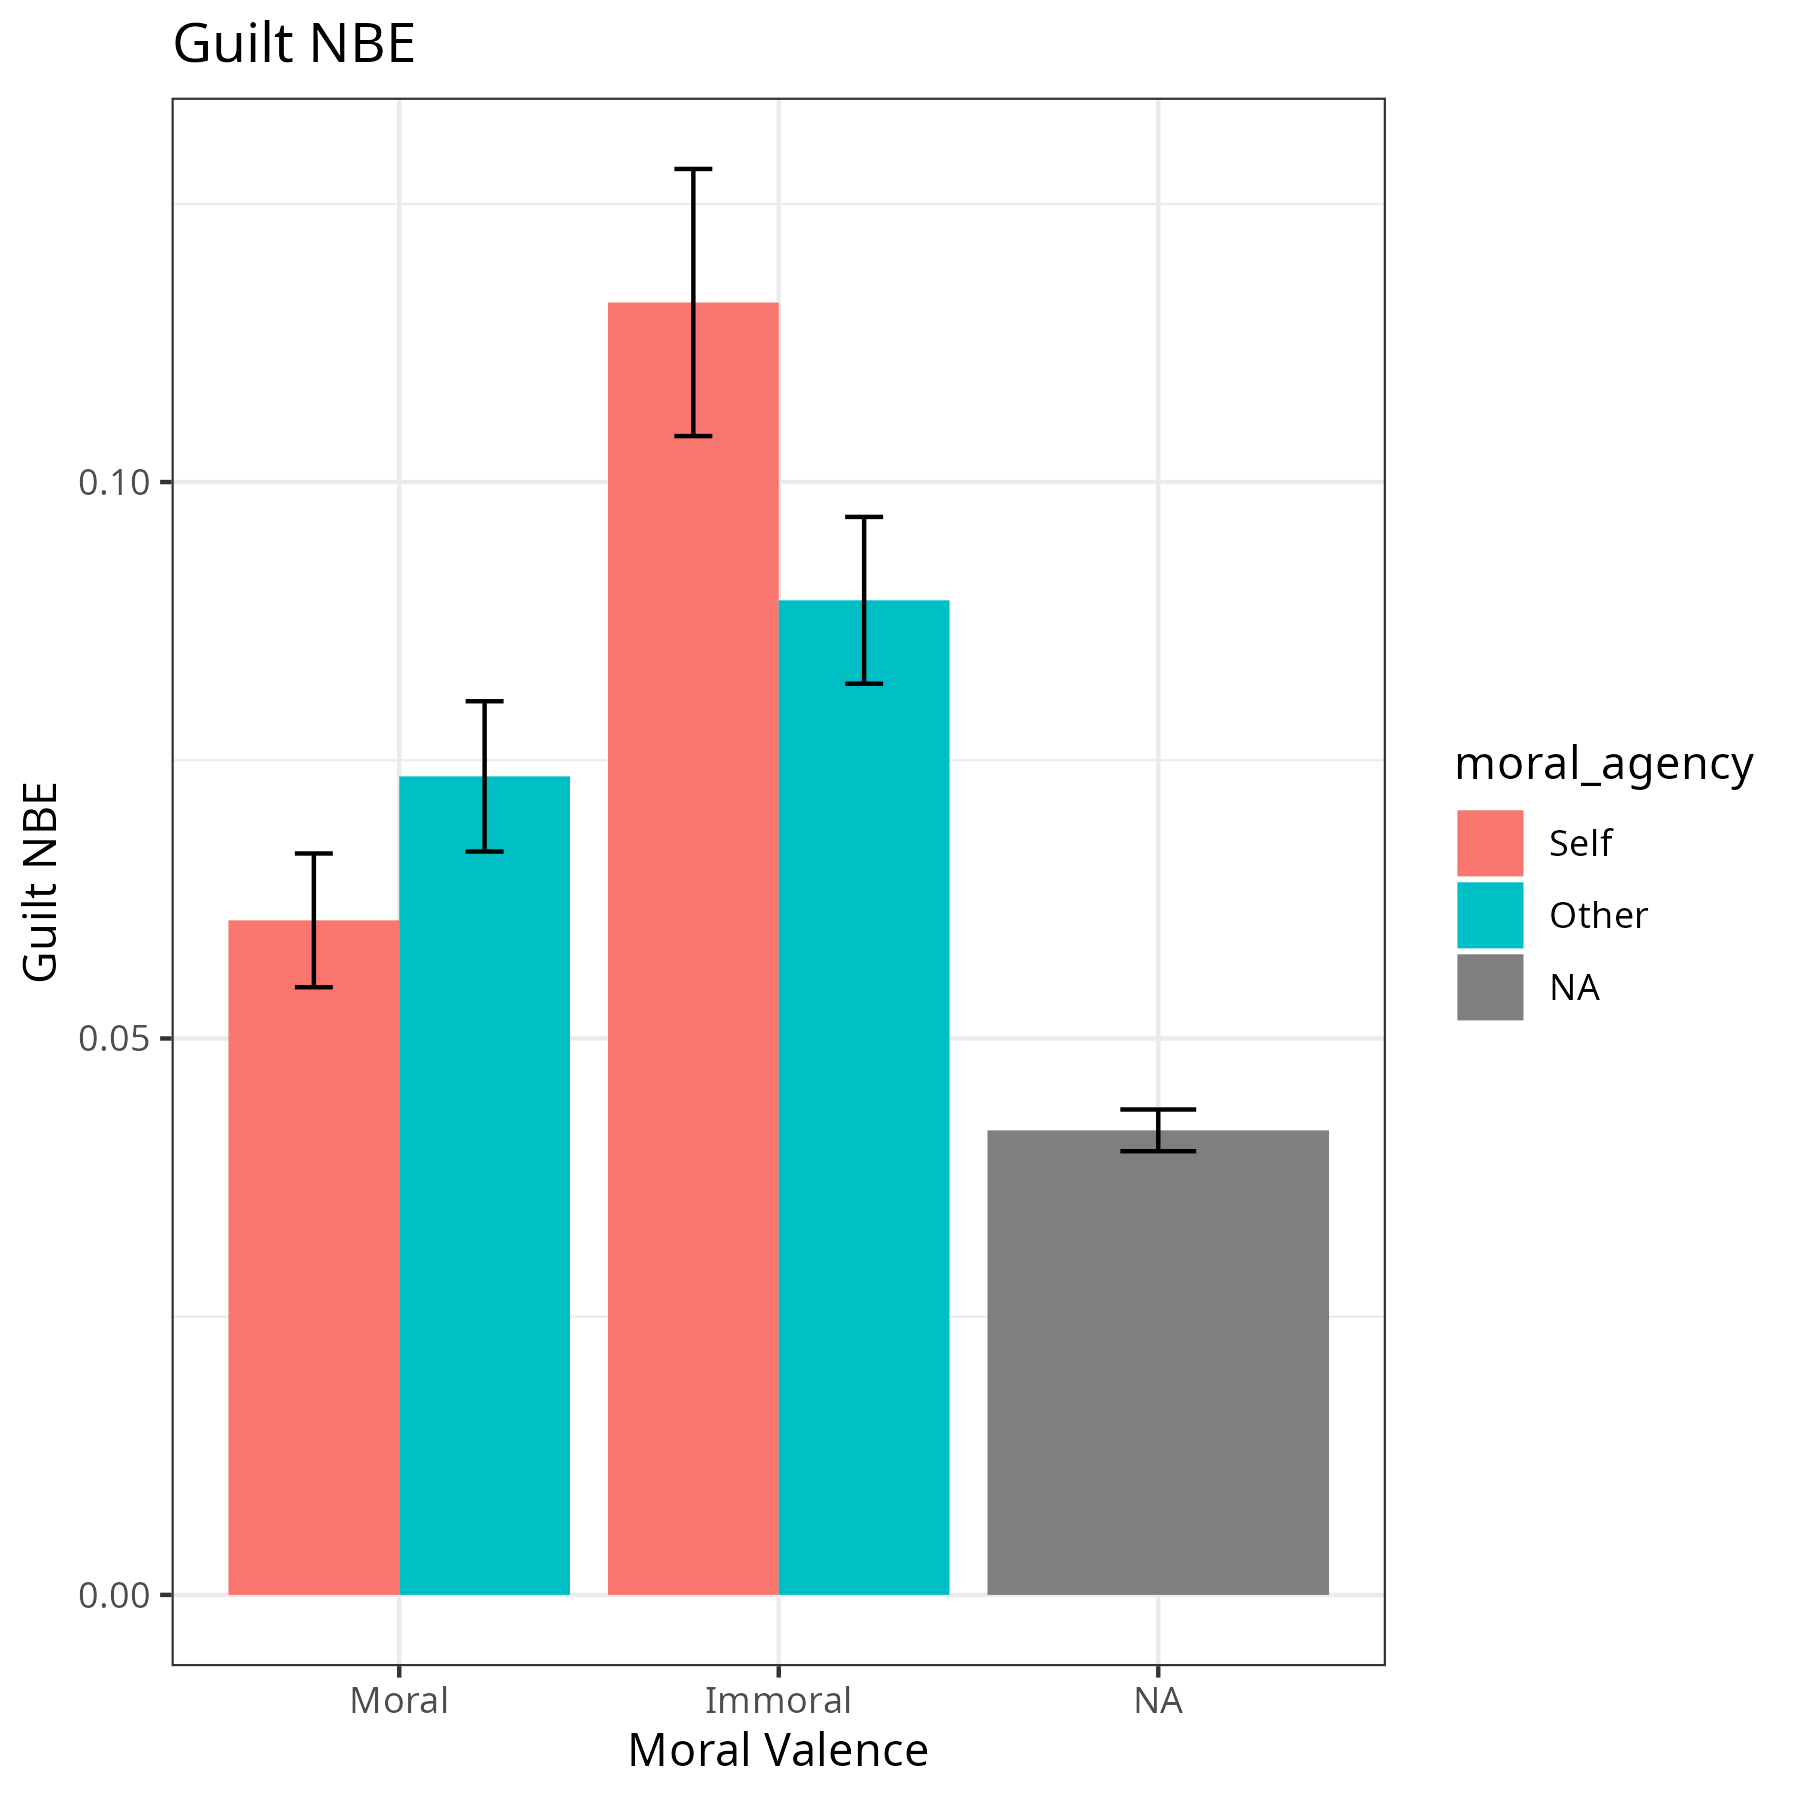 Guilt NBE
Guilt NBE
0.10
0.05
0.00
Moral
Immoral
NA
Moral Valence
moral_agency
Self
Other
NA